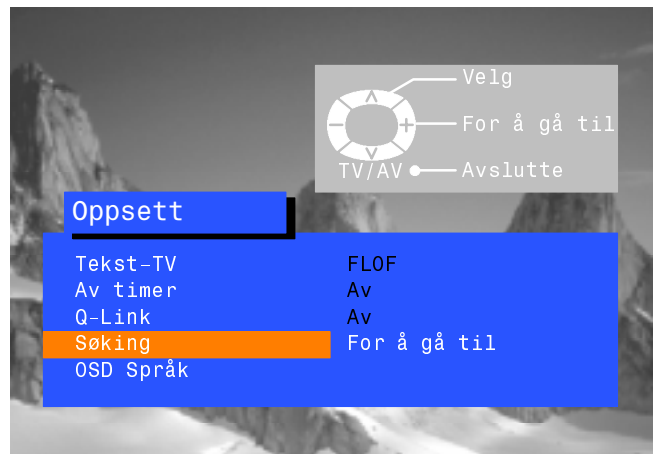 Velg
For å gå til
TV/AV Avslutte
Oppsett
Tekst-TV FLOF
Av timer Av
Q-Link Av
Søking For å gå til
OSD Språk